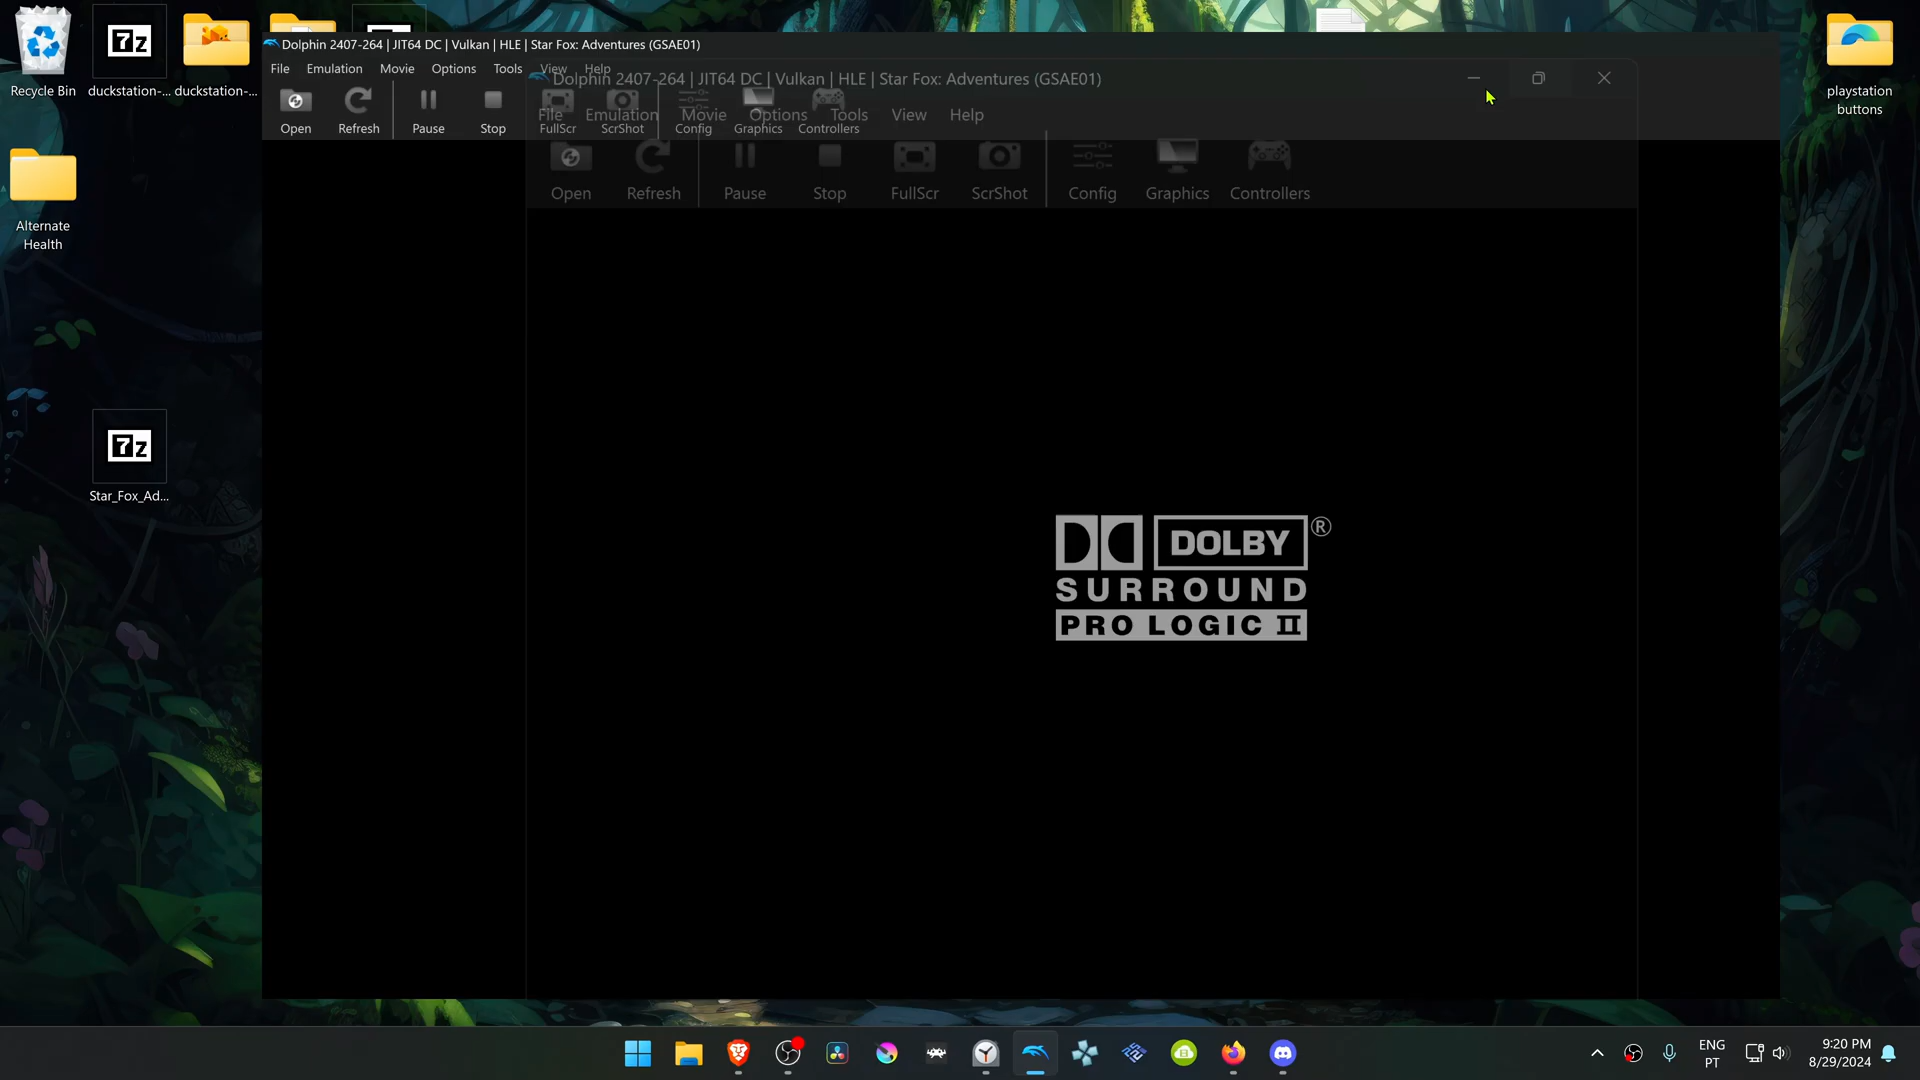 Recycle Bin
duckstation-...
duckstation-...
Alternate
Health
Star_Fox_Ad...
playstation
buttons
Dolphin 2407-264 | JIT64 DC | Vulkan | HLE | Star Fox: Adventures (GSAE01)
File Emulation Movie Options Tools View Help
Open Refresh Pause Stop FullScr ScrShot Config Graphics Controllers
Dolphin 2407-264 | JIT64 DC | Vulkan | HLE | Star Fox: Adventures (GSAE01)
File Emulation Movie Options Tools View Help
Open Refresh Pause Stop FullScr ScrShot Config Graphics Controllers
DOLBY ®
SURROUND
PRO LOGIC II
7z
7z
ENG
PT
9:20 PM
8/29/2024